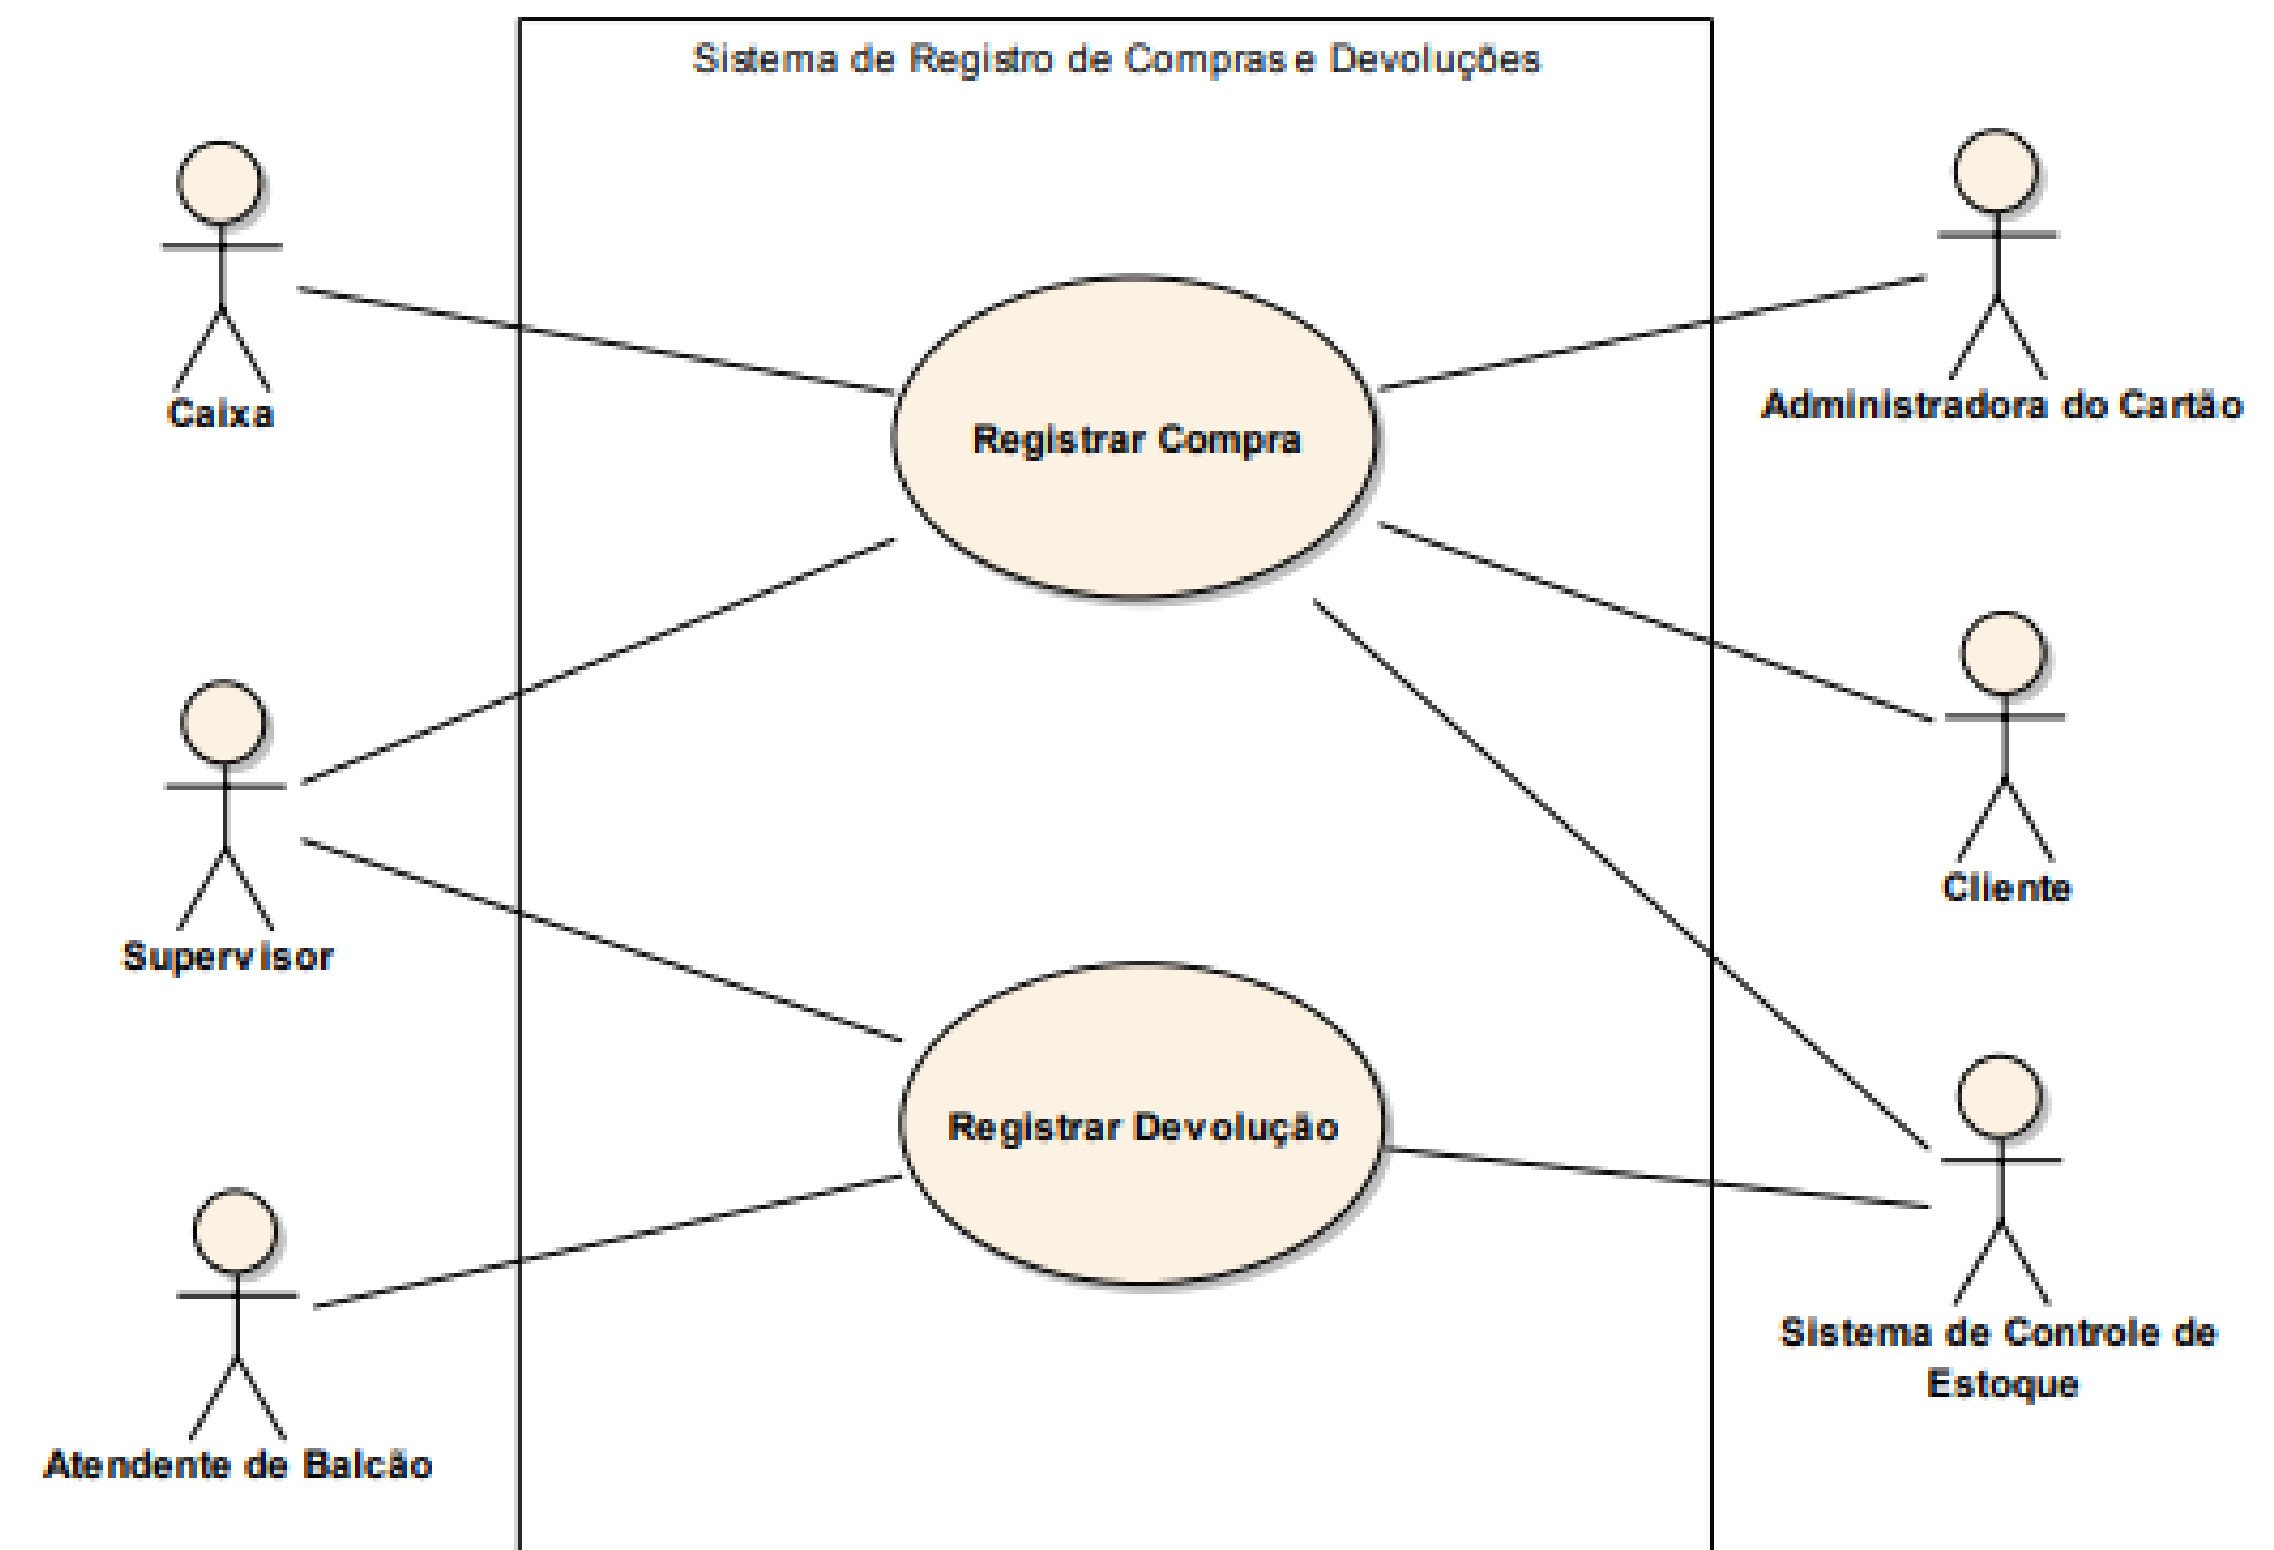 Sistema de Registro de Compras e Devoluções
Caixa
Administradora do Cartão
Registrar Compra
Cliente
Supervisor
Registrar Devolução
Sistema de Controle de
Estoque
Atendente de Balcão